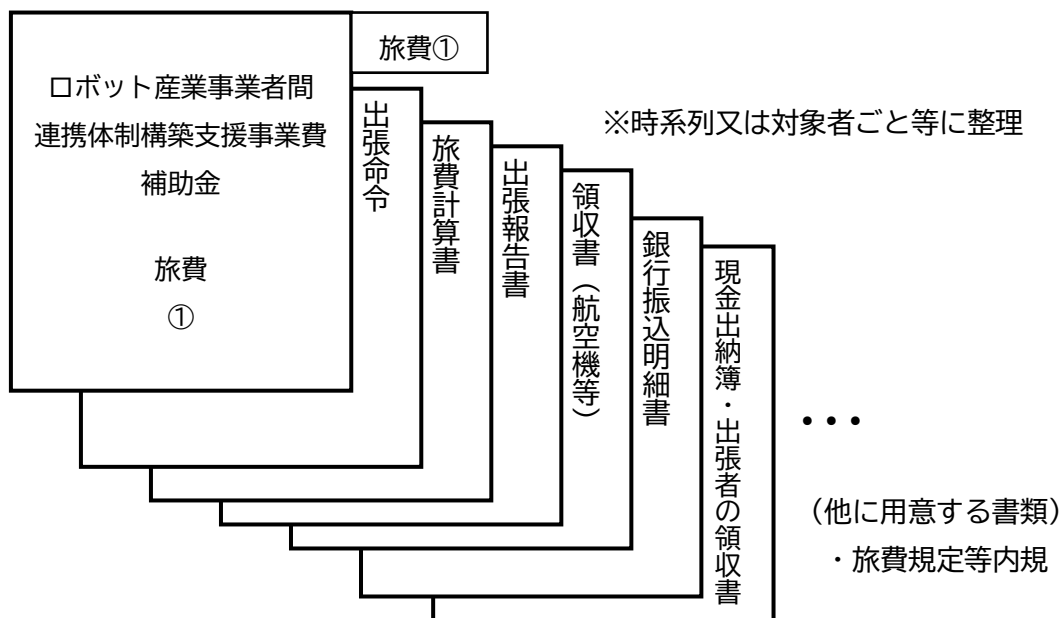 旅費①
ロボット産業事業者間
連携体制構築支援事業費
補助金
旅費
①
※時系列又は対象者ごと等に整理
出張命令
旅費計算書
出張報告書
領収書（航空機等）
銀行振込明細書
現金出納簿・出張者の領収書
・・・
（他に用意する書類）
・旅費規定等内規